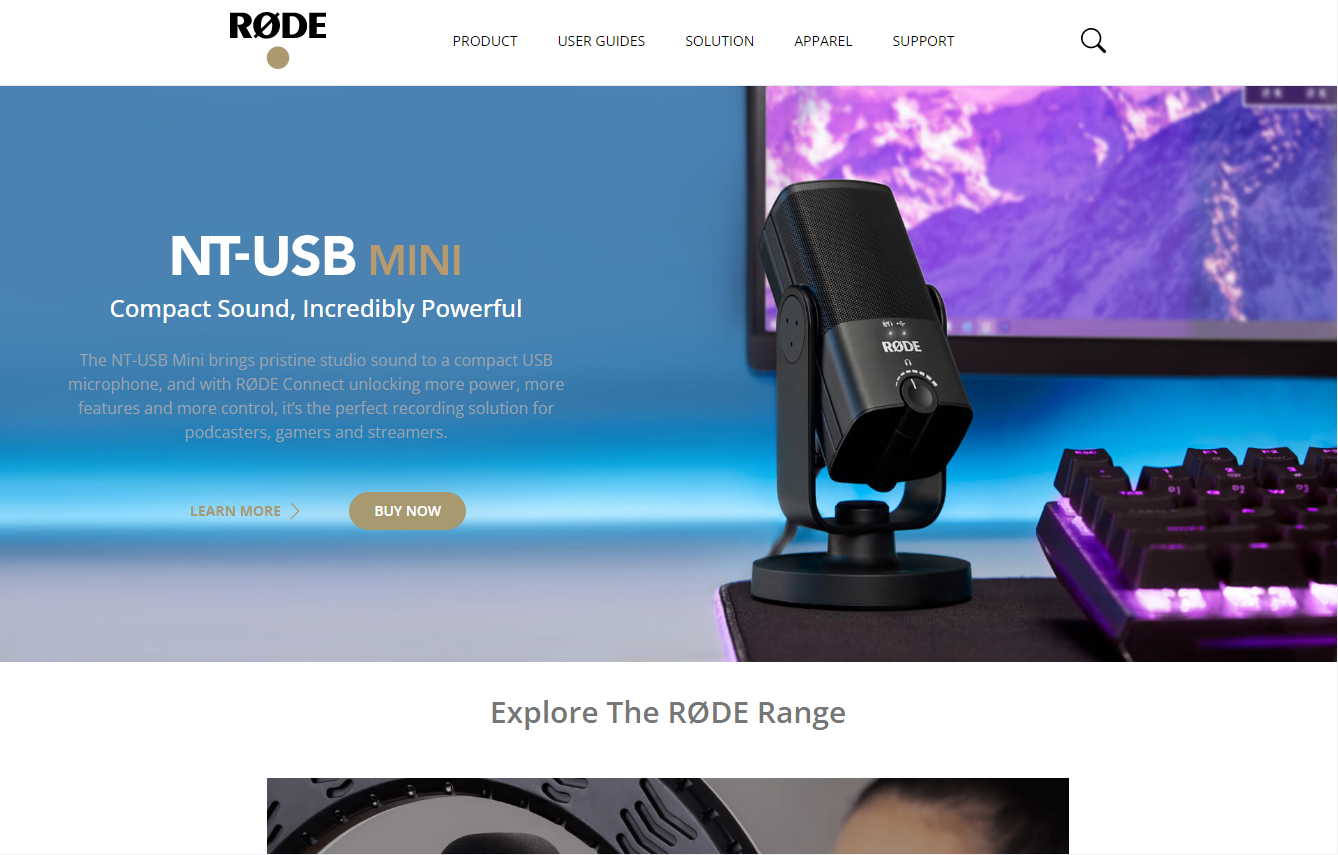 RØDE
PRODUCT
USER GUIDES
SOLUTION
APPAREL
SUPPORT
NT-USB MINI
Compact Sound, Incredibly Powerful
The NT-USB Mini brings pristine studio sound to a compact USB
microphone, and with RØDE Connect unlocking more power, more
features and more control, it's the perfect recording solution for
podcasters, gamers and streamers.
LEARN MORE
BUY NOW
RØDE
ESC
F1
F2
Explore The RØDE Range